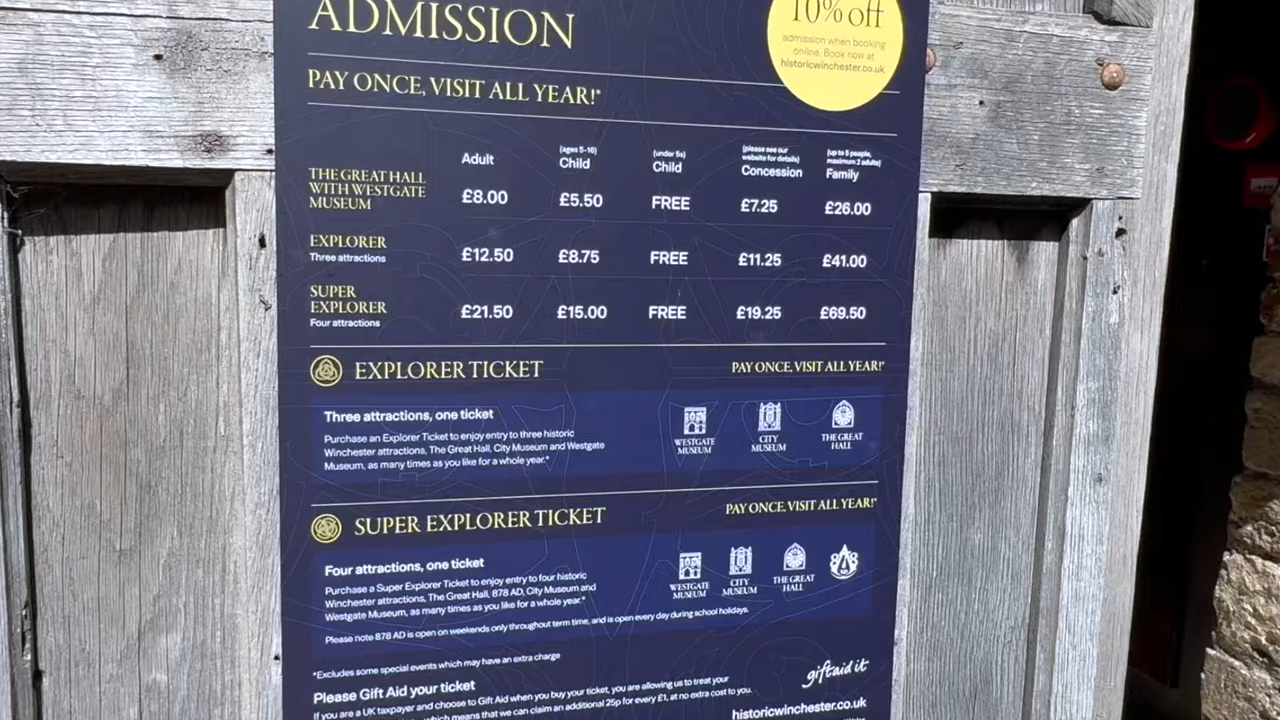 ADMISSION
10% off
admission when booking
online. Book now at
historicwinchester.co.uk
PAY ONCE, VISIT ALL YEAR!*
Adult
(ages 5-16)
Child
(under 5s)
Child
(please see our
website for details)
Concession
(up to 5 people,
maximum 2 adults)
Family
THE GREAT HALL
WITH WESTGATE
MUSEUM
£8.00 £5.50 FREE £7.25 £26.00
EXPLORER
Three attractions
£12.50 £8.75 FREE £11.25 £41.00
SUPER
EXPLORER
Four attractions
£21.50 £15.00 FREE £19.25 £69.50
EXPLORER TICKET
PAY ONCE, VISIT ALL YEAR!*
Three attractions, one ticket
Purchase an Explorer Ticket to enjoy entry to three historic
Winchester attractions, The Great Hall, City Museum and Westgate
Museum, as many times as you like for a whole year.*
WESTGATE
MUSEUM
CITY
MUSEUM
THE GREAT
HALL
SUPER EXPLORER TICKET
PAY ONCE, VISIT ALL YEAR!*
Four attractions, one ticket
Purchase a Super Explorer Ticket to enjoy entry to four historic
Winchester attractions, The Great Hall, 878 AD, City Museum and
Westgate Museum, as many times as you like for a whole year.*
WESTGATE
MUSEUM
CITY
MUSEUM
THE GREAT
HALL
Please note 878 AD is open on weekends only throughout term time, and is open every day during school holidays.
*Excludes some special events which may have an extra charge
Please Gift Aid your ticket
If you are a UK taxpayer and choose to Gift Aid when you buy your ticket, you are allowing us to treat your
which means that we can claim an additional 25p for every £1, at no extra cost to you.
giftaid it
historicwinchester.co.uk